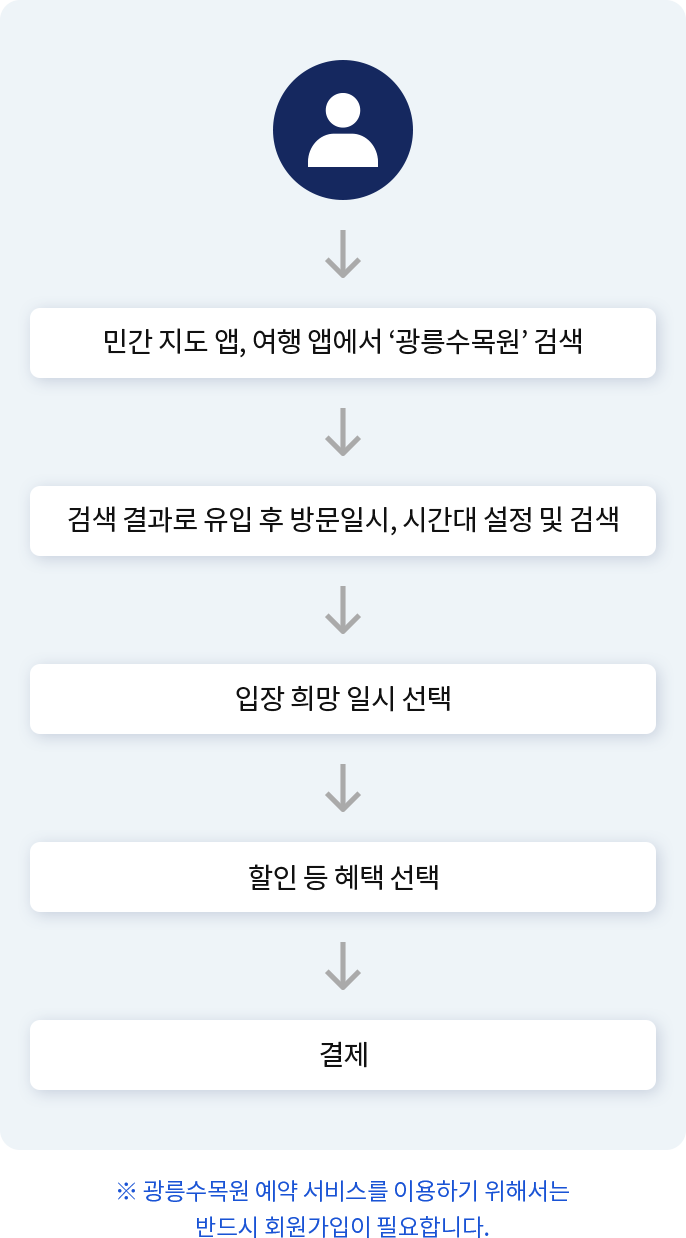 민간 지도 앱, 여행 앱에서 ‘광릉수목원’ 검색
검색 결과로 유입 후 방문일시, 시간대 설정 및 검색
입장 희망 일시 선택
할인 등 혜택 선택
결제
※ 광릉수목원 예약 서비스를 이용하기 위해서는
반드시 회원가입이 필요합니다.